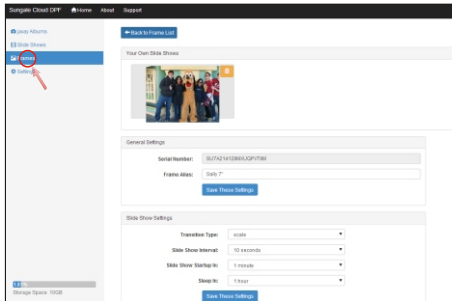 Sungale Cloud DPF
Home
About
Support
Back to Frame List
Slide Shows
Frames
Settings
Your Own Slide Shows
General Settings
Serial Number:
Frame Alias:
Sally 7"
Save These Settings
Slide Show Settings
Transition Type: scale
Slide Show Interval: 10 seconds
Slide Show Startup In: 1 minute
Sleep In: 1 hour
Save These Settings
Storage Space: 10GB